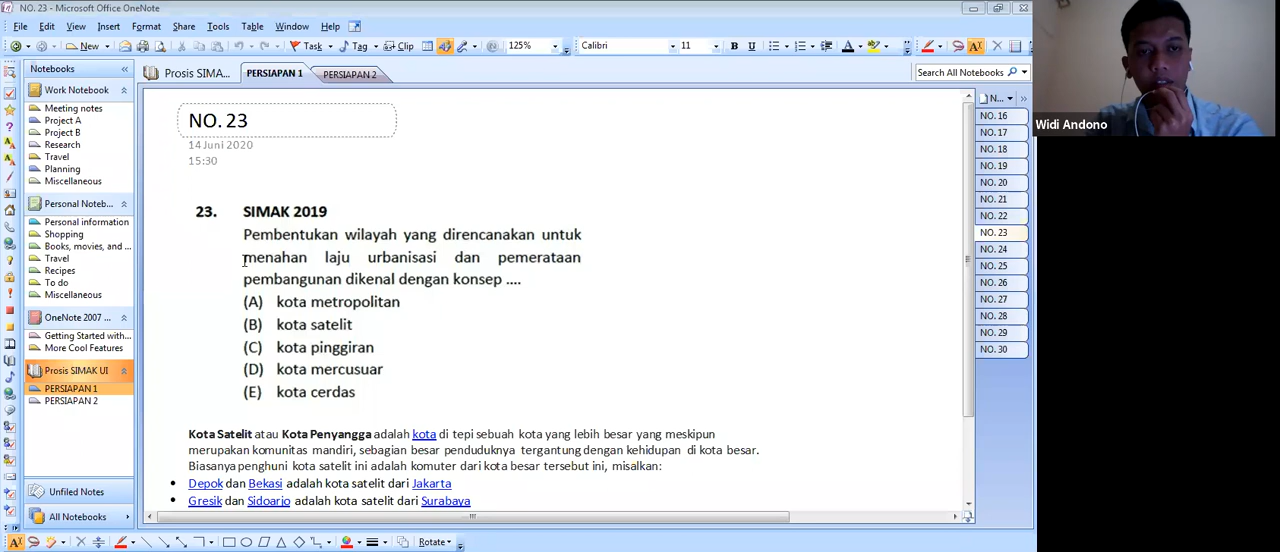 NO. 23 - Microsoft Office OneNote
File Edit View Insert Format Share Tools Table Window Help
New Task Tag Clip 125% Calibri 11 B U
Notebooks «
Prosis SIMA... PERSIAPAN 1 PERSIAPAN 2
Search All Notebooks
Work Notebook
Meeting notes
Project A
Project B
Research
Travel
Planning
Miscellaneous
Personal Noteb...
Personal information
Shopping
Books, movies, and ...
Travel
Recipes
To do
Miscellaneous
OneNote 2007 ...
Getting Started with...
More Cool Features
Prosis SIMAK UI
PERSIAPAN 1
PERSIAPAN 2
Unfiled Notes
All Notebooks
NO. 23
14 Juni 2020
15:30
23. SIMAK 2019
Pembentukan wilayah yang direncanakan untuk
menahan laju urbanisasi dan pemerataan
pembangunan dikenal dengan konsep ....
(A) kota metropolitan
(B) kota satelit
(C) kota pinggiran
(D) kota mercusuar
(E) kota cerdas
Kota Satelit atau Kota Penyangga adalah kota di tepi sebuah kota yang lebih besar yang meskipun
merupakan komunitas mandiri, sebagian besar penduduknya tergantung dengan kehidupan di kota besar.
Biasanya penghuni kota satelit ini adalah komuter dari kota besar tersebut ini, misalkan:
• Depok dan Bekasi adalah kota satelit dari Jakarta
• Gresik dan Sidoarjo adalah kota satelit dari Surabaya
N... »
NO. 16
NO. 17
NO. 18
NO. 19
NO. 20
NO. 21
NO. 22
NO. 23
NO. 24
NO. 25
NO. 26
NO. 27
NO. 28
NO. 29
NO. 30
Widi Andono
Rotate